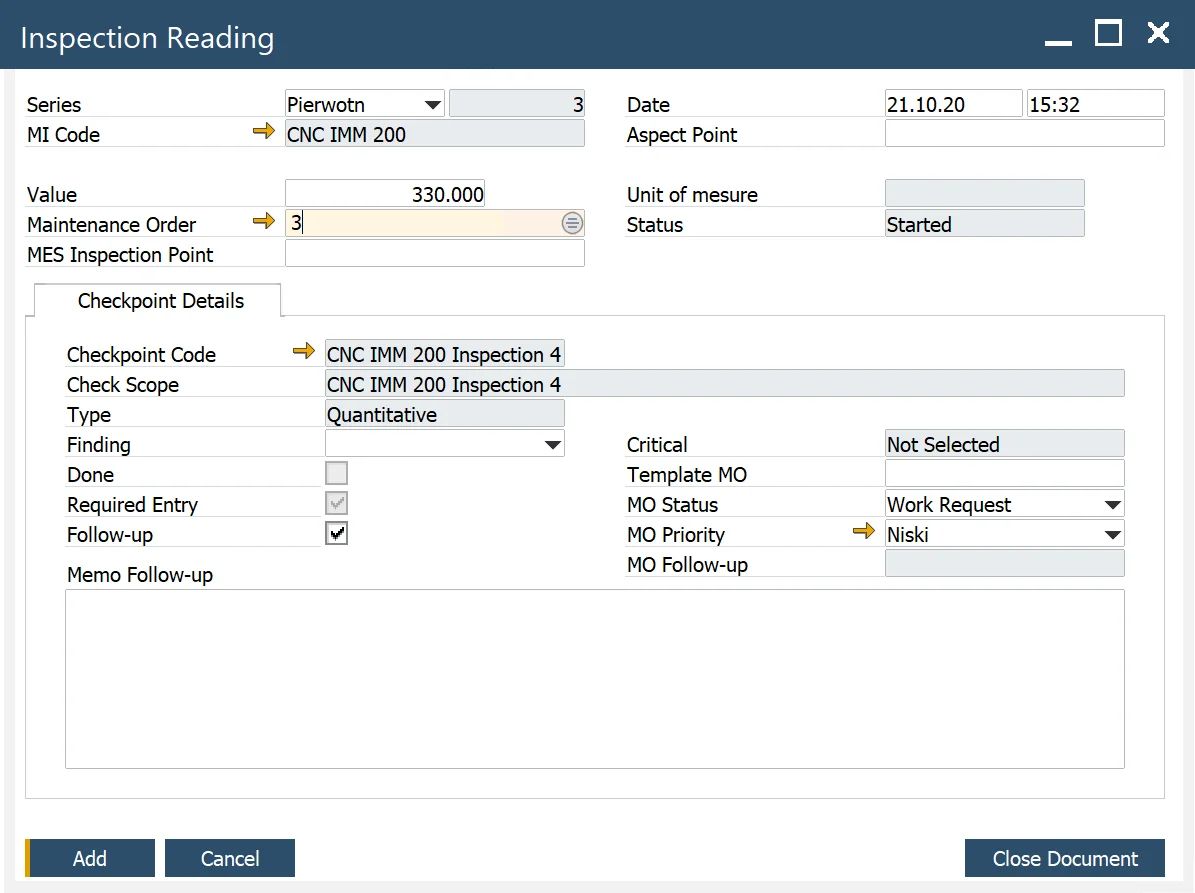 Inspection Reading
Series Pierwotn 3 Date 21.10.20 15:32
MI Code CNC IMM 200 Aspect Point
Value 330.000 Unit of mesure
Maintenance Order 3 Status Started
MES Inspection Point
Checkpoint Details
Checkpoint Code CNC IMM 200 Inspection 4
Check Scope CNC IMM 200 Inspection 4
Type Quantitative
Finding Critical Not Selected
Done Template MO
Required Entry MO Status Work Request
Follow-up MO Priority Niski
MO Follow-up
Memo Follow-up
Add Cancel Close Document